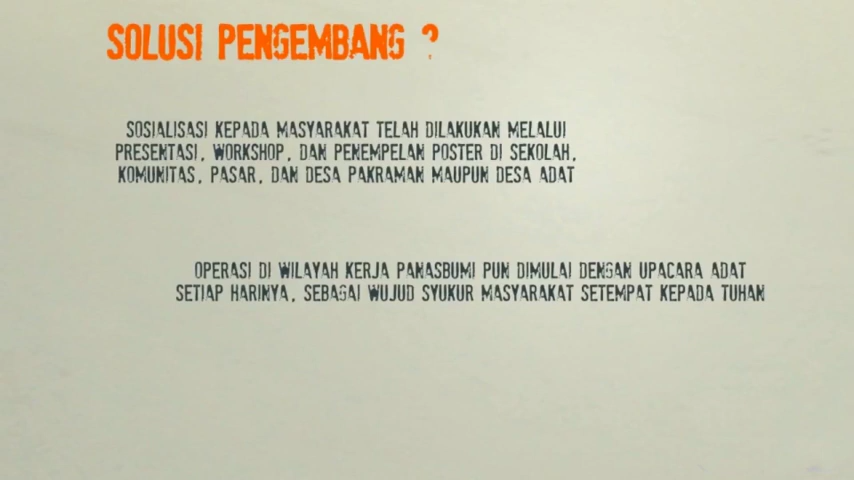 SOLUSI PENGEMBANG ?
SOSIALISASI KEPADA MASYARAKAT TELAH DILAKUKAN MELALUI
PRESENTASI, WORKSHOP, DAN PENEMPELAN POSTER DI SEKOLAH,
KOMUNITAS, PASAR, DAN DESA PAKRAMAN MAUPUN DESA ADAT
OPERASI DI WILAYAH KERJA PANASBUMI PUN DIMULAI DENGAN UPACARA ADAT
SETIAP HARINYA, SEBAGAI WUJUD SYUKUR MASYARAKAT SETEMPAT KEPADA TUHAN